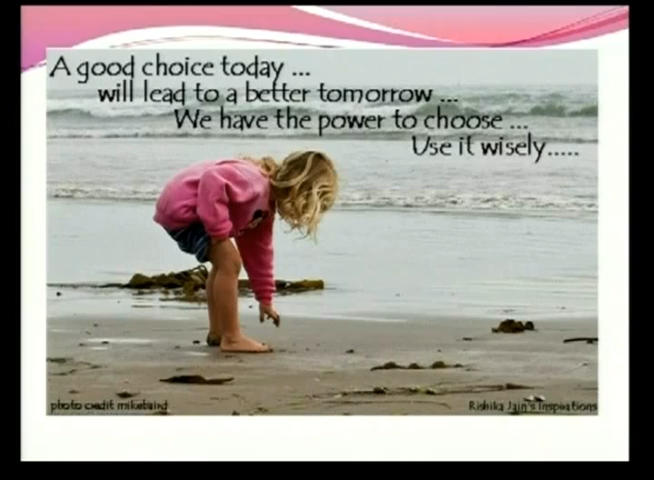 A good choice today ...
will lead to a better tomorrow ...
We have the power to choose ...
Use it wisely.....
photo credit mikebaird
Rishika Jain's Inspirations